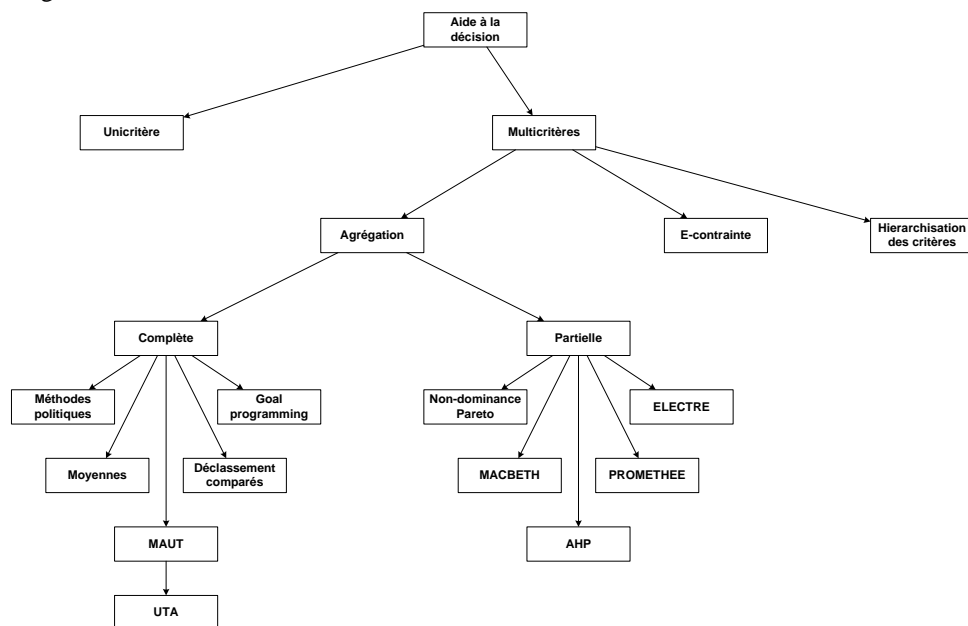 Aide à la
décision
Unicritère
Multicritères
Agrégation
E-contrainte
Hierarchisation
des critères
Complète
Partielle
Méthodes
politiques
Goal
programming
Non-dominance
Pareto
ELECTRE
Moyennes
Déclassement
comparés
MACBETH
PROMETHEE
MAUT
AHP
UTA